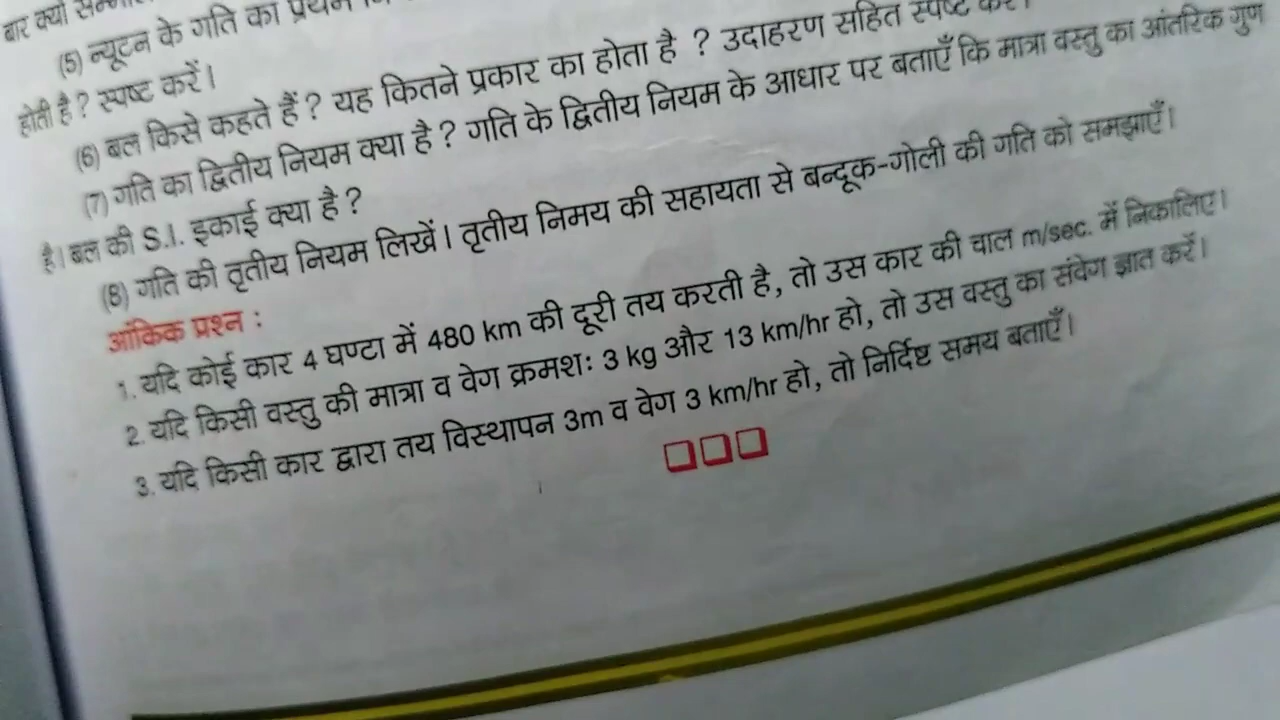 बार क्यों
(5) न्यूटन के गति का प्रथम
होती है? स्पष्ट करें।
(6) बल किसे कहते हैं? यह कितने प्रकार का होता है ? उदाहरण सहित स्पष्ट करें।
(7) गति का द्वितीय नियम क्या है? गति के द्वितीय नियम के आधार पर बताएँ कि मात्रा वस्तु का आंतरिक गुण
है। बल की S.I. इकाई क्या है?
(8) गति की तृतीय नियम लिखें। तृतीय निमय की सहायता से बन्दूक-गोली की गति को समझाएँ।
आंकिक प्रश्न :
1. यदि कोई कार 4 घण्टा में 480 km की दूरी तय करती है, तो उस कार की चाल m/sec. में निकालिए।
2. यदि किसी वस्तु की मात्रा व वेग क्रमशः 3 kg और 13 km/hr हो, तो उस वस्तु का संवेग ज्ञात करें।
3. यदि किसी कार द्वारा तय विस्थापन 3m व वेग 3 km/hr हो, तो निर्दिष्ट समय बताएँ।